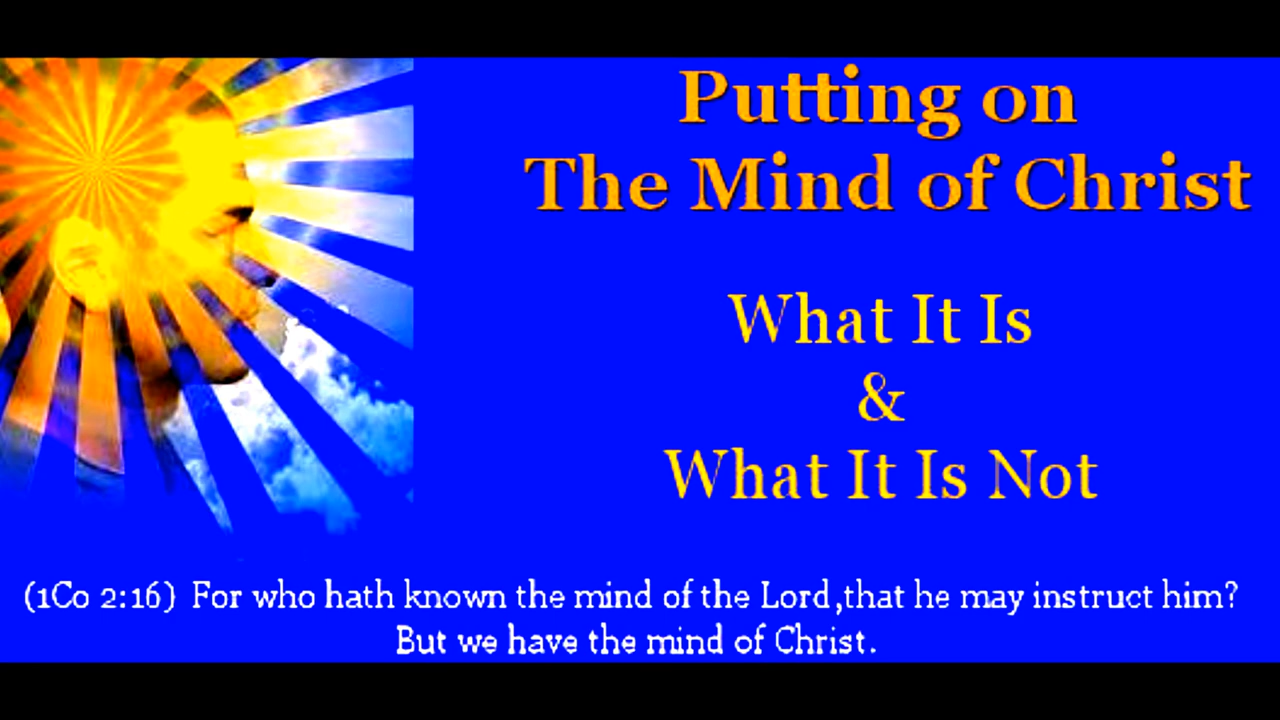 Putting on
The Mind of Christ
What It Is
&
What It Is Not
(1Co 2:16) For who hath known the mind of the Lord,that he may instruct him?
But we have the mind of Christ.